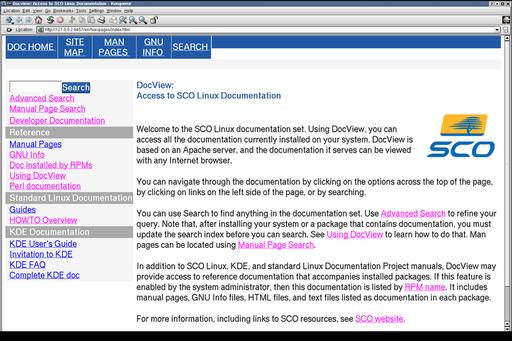 DocView: Access to SCO Linux Documentation - Konqueror
Location Edit View Go Bookmarks Tools Settings Window Help
Location: http://127.0.0.2:8457/en/Navpages/index.html
DOC HOME SITE MAP MAN PAGES GNU INFO SEARCH
Search
Advanced Search
Manual Page Search
Developer Documentation
Reference
Manual Pages
GNU Info
Doc installed by RPMs
Using DocView
Perl documentation
Standard Linux Documentation
Guides
HOWTO Overview
KDE Documentation
KDE User's Guide
Invitation to KDE
KDE FAQ
Complete KDE doc
DocView:
Access to SCO Linux Documentation
SCO
Welcome to the SCO Linux documentation set. Using DocView, you can
access all the documentation currently installed on your system. DocView is
based on an Apache server, and the documentation it serves can be viewed
with any Internet browser.
You can navigate through the documentation by clicking on the options across the top of the page,
by clicking on links on the left side of the page, or by searching.
You can use Search to find anything in the documentation set. Use Advanced Search to refine your
query. Note that, after installing your system or a package that contains documentation, you must
update the search index before you can search. See Using DocView to learn how to do that. Man
pages can be located using Manual Page Search.
In addition to SCO Linux, KDE, and standard Linux Documentation Project manuals, DocView may
provide access to reference documentation that accompanies installed packages. If this feature is
enabled by the system administrator, then this documentation is listed by RPM name. It includes
manual pages, GNU Info files, HTML files, and text files listed as documentation in each package.
For more information, including links to SCO resources, see SCO website.